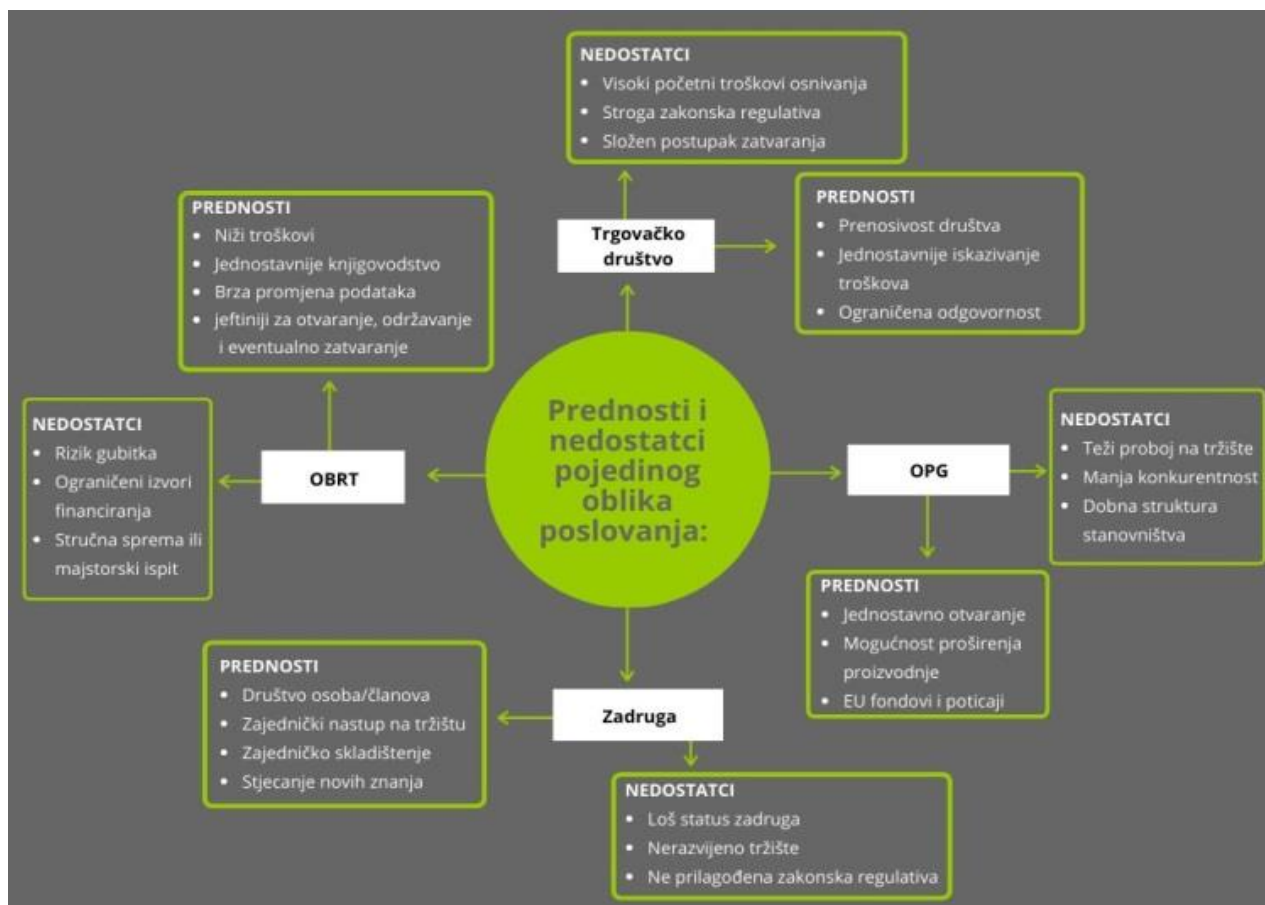 NEDOSTATCI
• Visoki početni troškovi osnivanja
• Stroga zakonska regulativa
• Složen postupak zatvaranja
PREDNOSTI
• Prenosivost društva
• Jednostavnije iskazivanje
troškova
• Ograničena odgovornost
Trgovačko
društvo
PREDNOSTI
• Niži troškovi
• Jednostavnije knjigovodstvo
• Brza promjena podataka
• jeftiniji za otvaranje, održavanje
i eventualno zatvaranje
NEDOSTATCI
• Rizik gubitka
• Ograničeni izvori
financiranja
• Stručna sprema ili
majstorski ispit
OBRT
Prednosti i
nedostatci
pojedinog
oblika
poslovanja:
OPG
NEDOSTATCI
• Teži proboj na tržište
• Manja konkurentnost
• Dobna struktura
stanovništva
PREDNOSTI
• Jednostavno otvaranje
• Mogućnost proširenja
proizvodnje
• EU fondovi i poticaji
PREDNOSTI
• Društvo osoba/članova
• Zajednički nastup na tržištu
• Zajedničko skladištenje
• Stjecanje novih znanja
Zadruga
NEDOSTATCI
• Loš status zadruga
• Nerazvijeno tržište
• Ne prilagođena zakonska regulativa